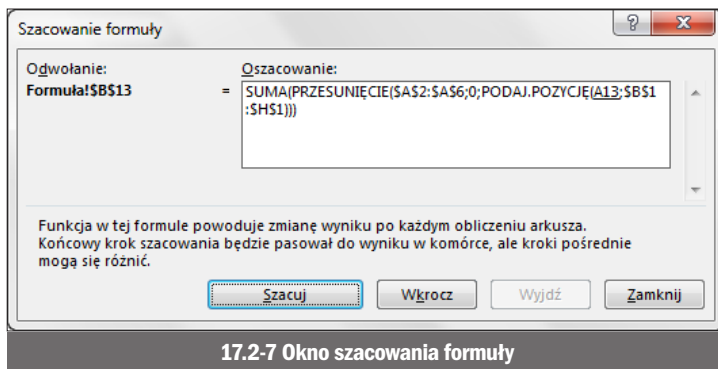 Szacowanie formuły
Odwołanie:
Oszacowanie:
Formuła!$B$13
=
SUMA(PRZESUNIĘCIE($A$2:$A$6;0;PODAJ.POZYCJĘ(A13;$B$1
:$H$1)))
Funkcja w tej formule powoduje zmianę wyniku po każdym obliczeniu arkusza.
Końcowy krok szacowania będzie pasował do wyniku w komórce, ale kroki pośrednie
mogą się różnić.
Szacuj
Wkrocz
Wyjdź
Zamknij
17.2-7 Okno szacowania formuły